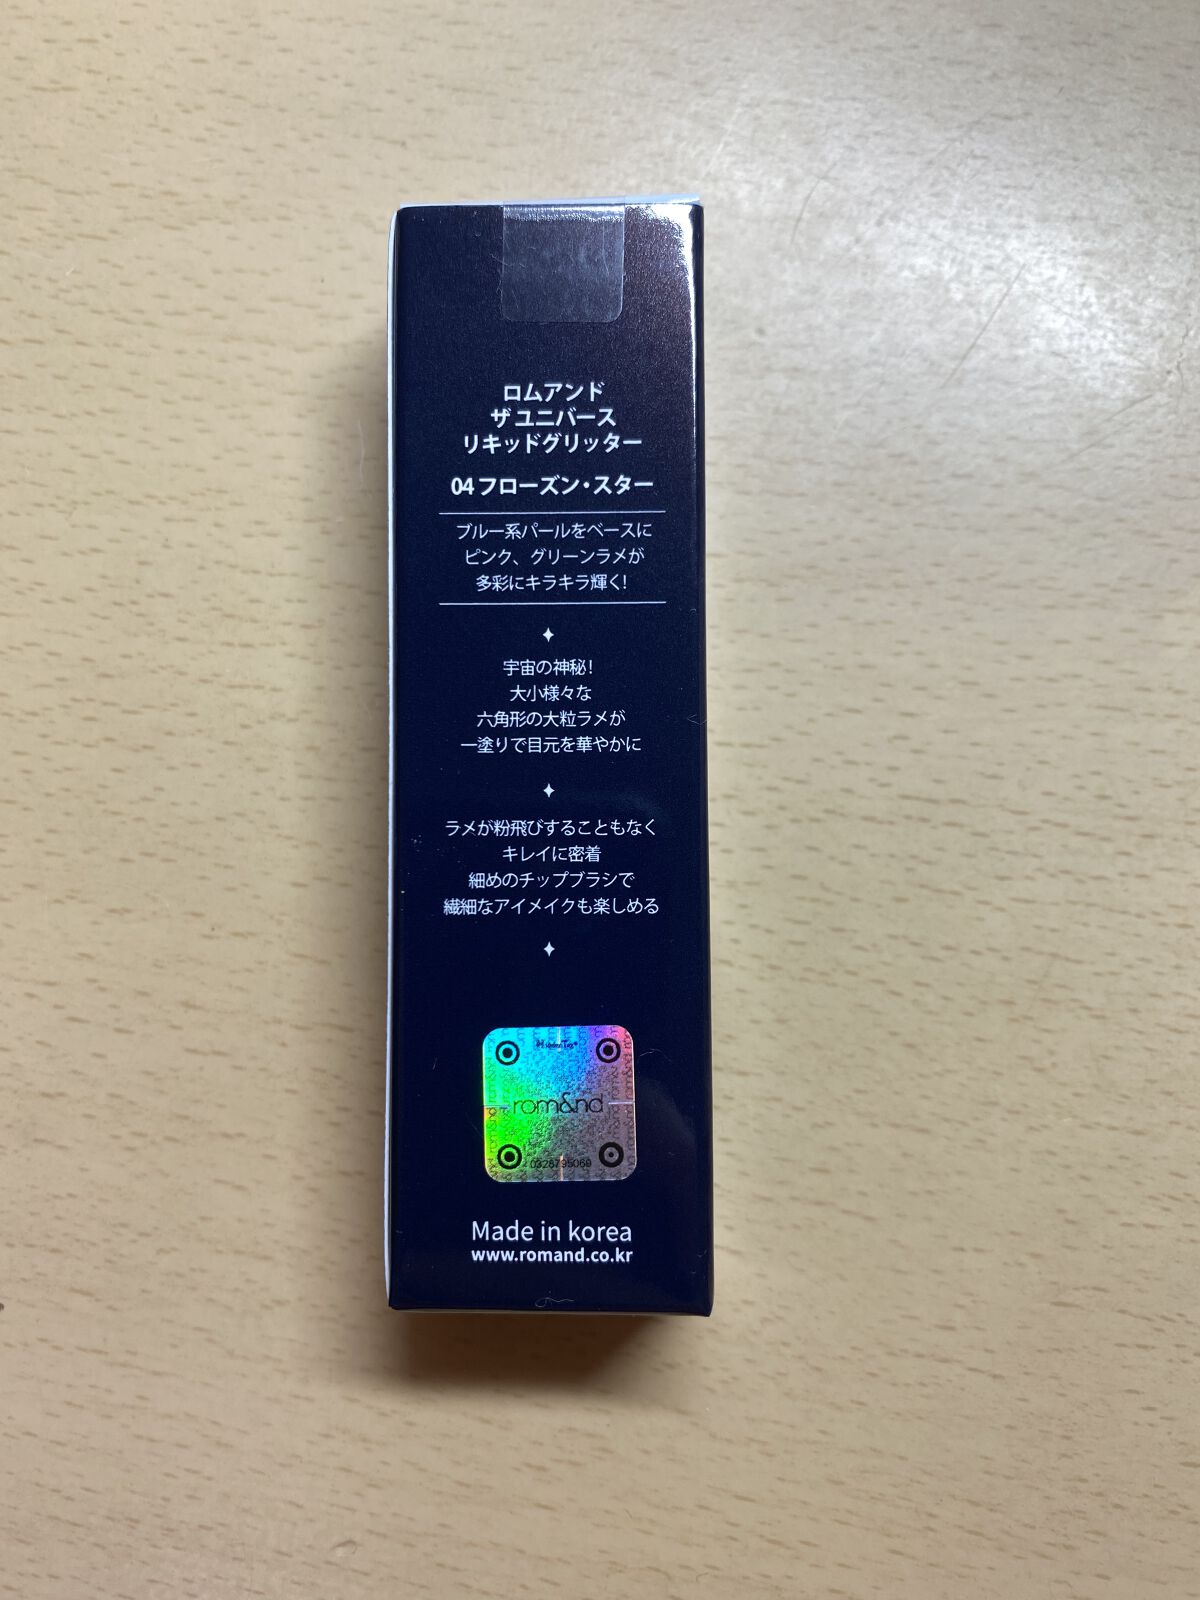 ロムアンド
ザ ユニバース
リキッドグリッター
04 フローズン・スター
ブルー系パールをベースに
ピンク、グリーンラメが
多彩にキラキラ輝く!
宇宙の神秘!
大小様々な
六角形の大粒ラメが
一塗りで目元を華やかに
ラメが粉飛びすることもなく
キレイに密着
細めのチップブラシで
繊細なアイメイクも楽しめる
rom&nd
0328795069
Made in korea
www.romand.co.kr